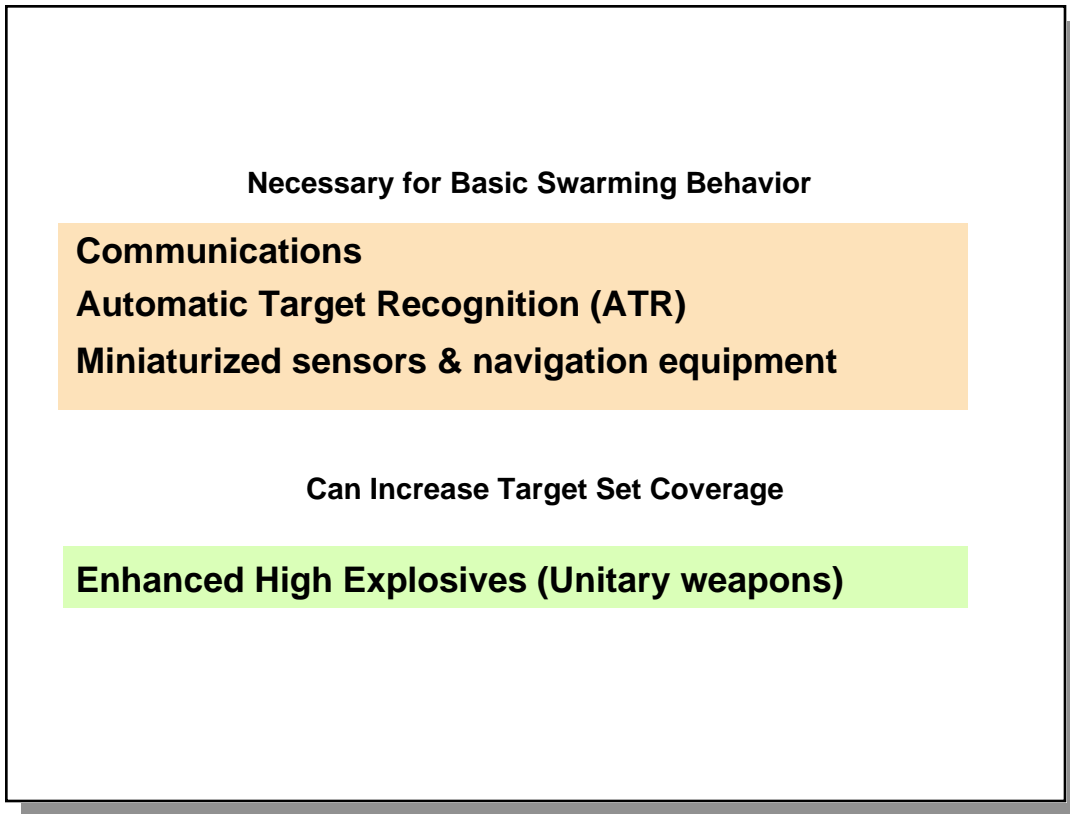 Necessary for Basic Swarming Behavior
Communications
Automatic Target Recognition (ATR)
Miniaturized sensors & navigation equipment
Can Increase Target Set Coverage
Enhanced High Explosives (Unitary weapons)